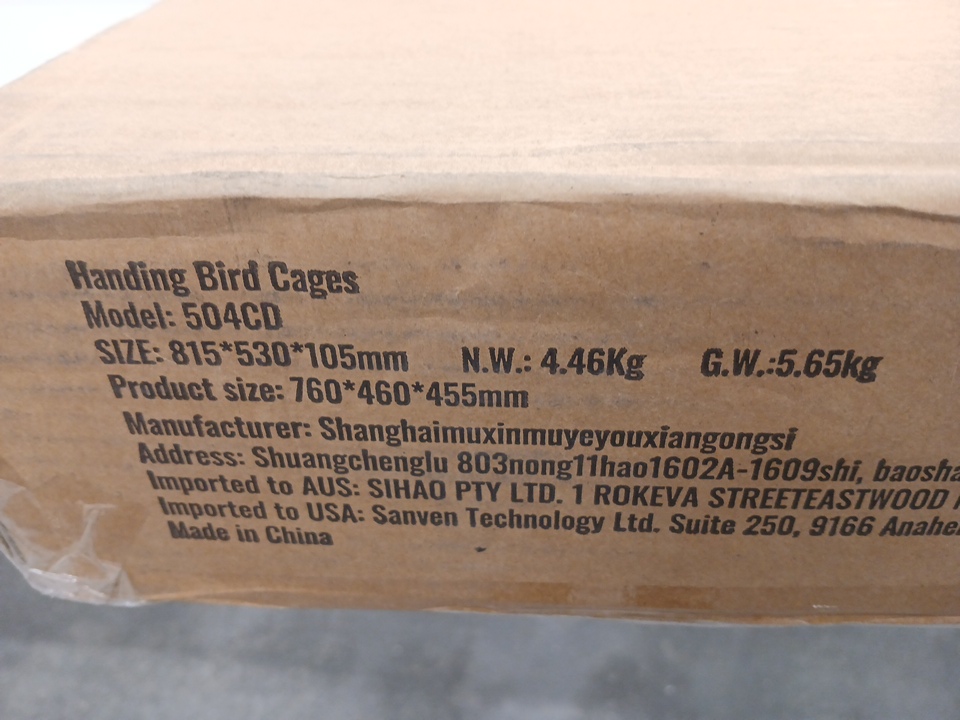 Handing Bird Cages
Model: 504CD
SIZE: 815*530*105mm N.W.: 4.46Kg G.W.:5.65kg
Product size: 760*460*455mm
Manufacturer: Shanghaimuxinmuyeyouxiangongsi
Address: Shuangchenglu 803nong11hao1602A-1609shi, baosha
Imported to AUS: SIHAO PTY LTD. 1 ROKEVA STREETEASTWOOD
Imported to USA: Sanven Technology Ltd. Suite 250, 9166 Anahei
Made in China